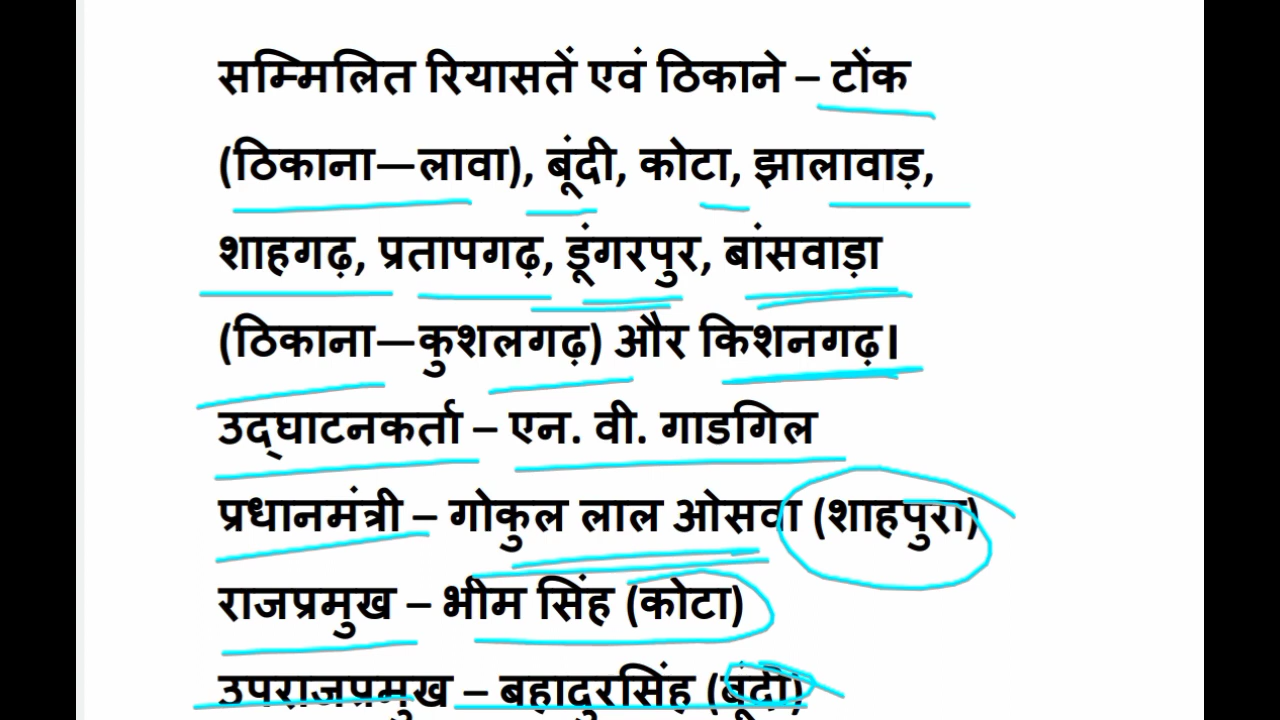 सम्मिलित रियासतें एवं ठिकाने – टोंक
(ठिकाना—लावा), बूंदी, कोटा, झालावाड़,
शाहगढ़, प्रतापगढ़, डूंगरपुर, बांसवाड़ा
(ठिकाना—कुशलगढ़) और किशनगढ़।
उद्घाटनकर्ता – एन. वी. गाडगिल
प्रधानमंत्री – गोकुल लाल ओसवा (शाहपुरा)
राजप्रमुख – भीम सिंह (कोटा)
उपराजप्रमुख – बहादुरसिंह (बूंदी)